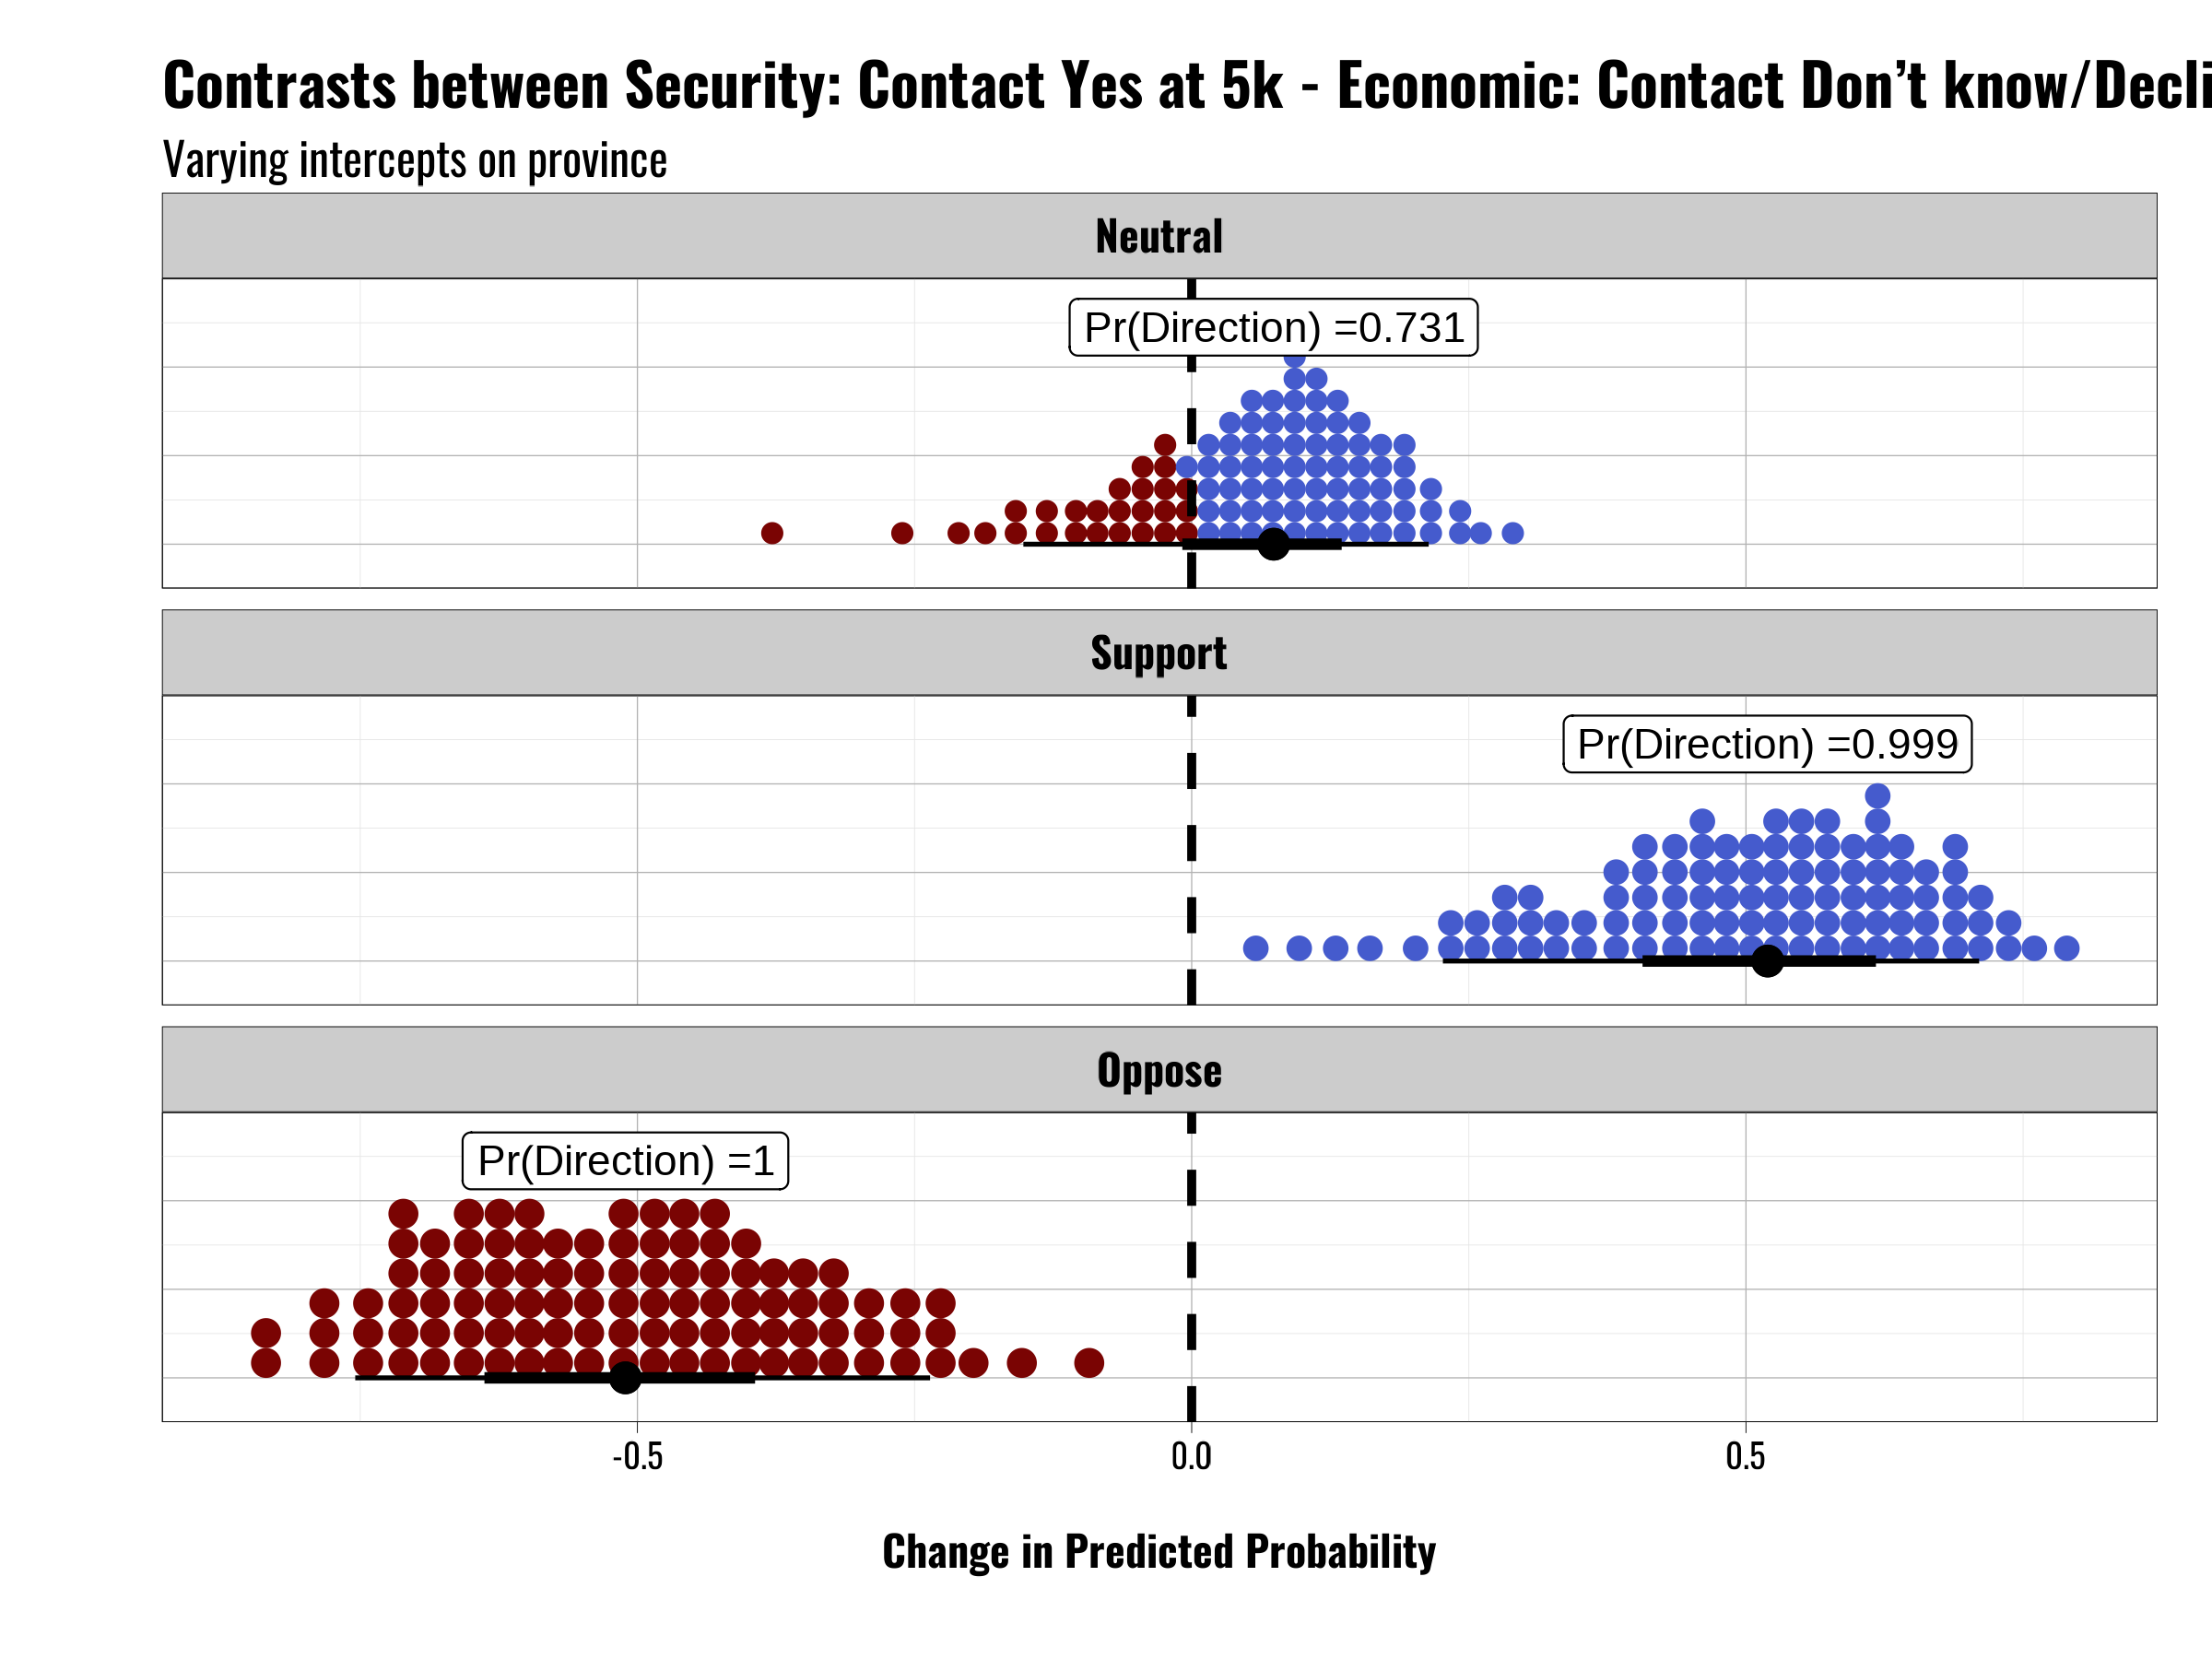 Contrasts between Security: Contact Yes at 5k - Economic: Contact Don’t know/Decli
Varying intercepts on province
Neutral
Pr(Direction) =0.731
Support
Pr(Direction) =0.999
Oppose
Pr(Direction) =1
-0.5 0.0 0.5
Change in Predicted Probability